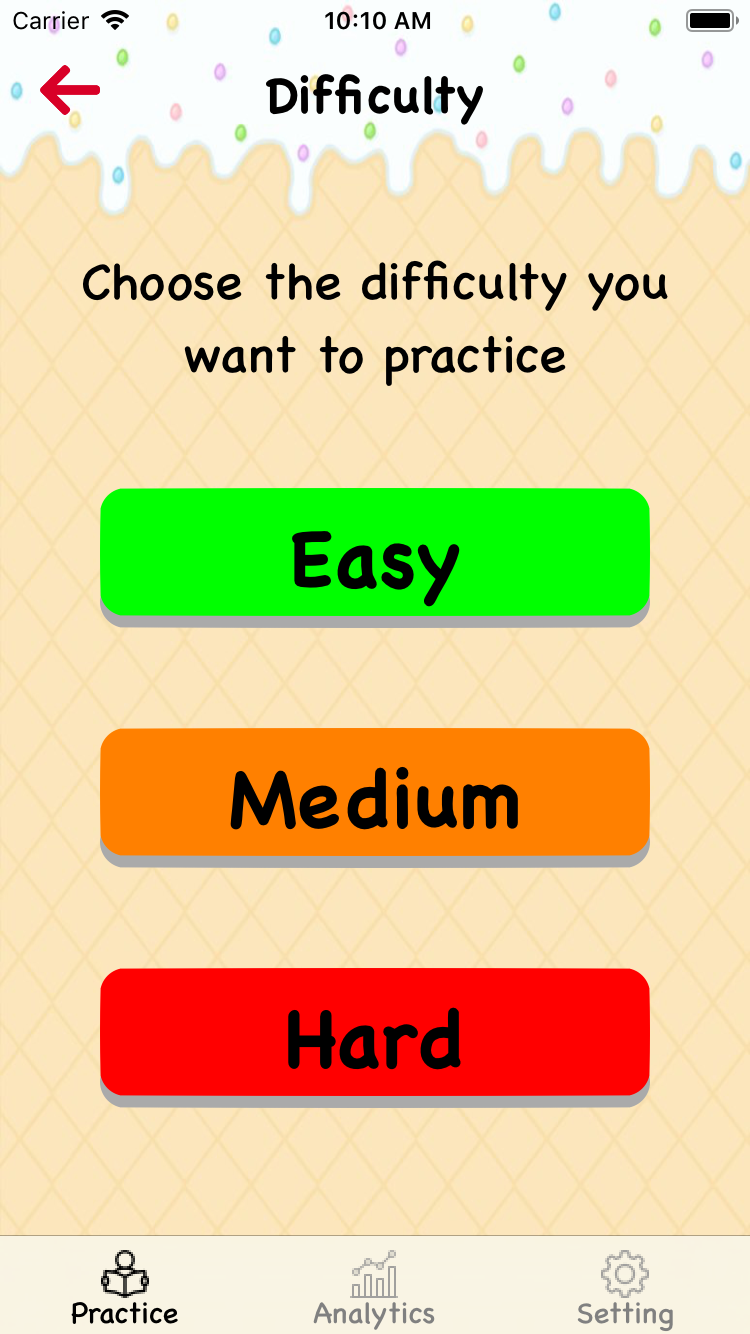 Carrier 10:10 AM
Difficulty
Choose the difficulty you
want to practice
Easy
Medium
Hard
Practice Analytics Setting